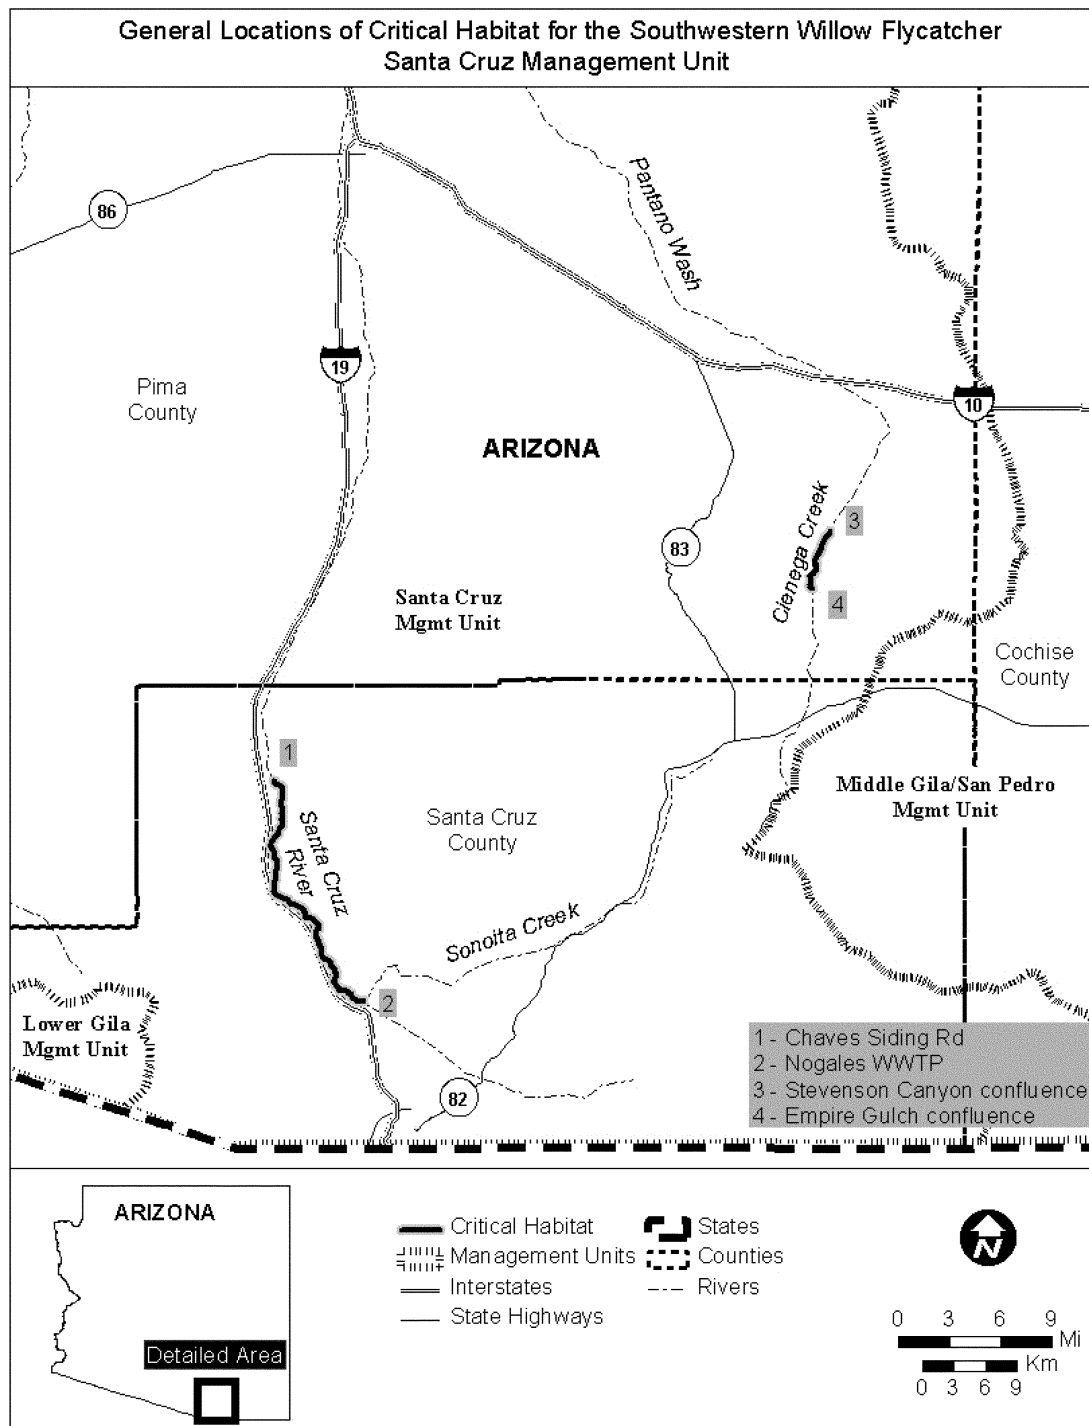 General Locations of Critical Habitat for the Southwestern Willow Flycatcher
Santa Cruz Management Unit
Pantano Wash
86
19
Pima
County
10
ARIZONA
Cienega Creek
3
83
4
Santa Cruz
Mgmt Unit
Cochise
County
1
Middle Gila/San Pedro
Mgmt Unit
Santa Cruz
River
Santa Cruz
County
Sonoita Creek
2
Lower Gila
Mgmt Unit
82
1 - Chaves Siding Rd
2 - Nogales WWTP
3 - Stevenson Canyon confluence
4 - Empire Gulch confluence
ARIZONA
Detailed Area
Critical Habitat
Management Units
Interstates
State Highways
States
Counties
Rivers
N
0 3 6 9
Mi
Km
0 3 6 9